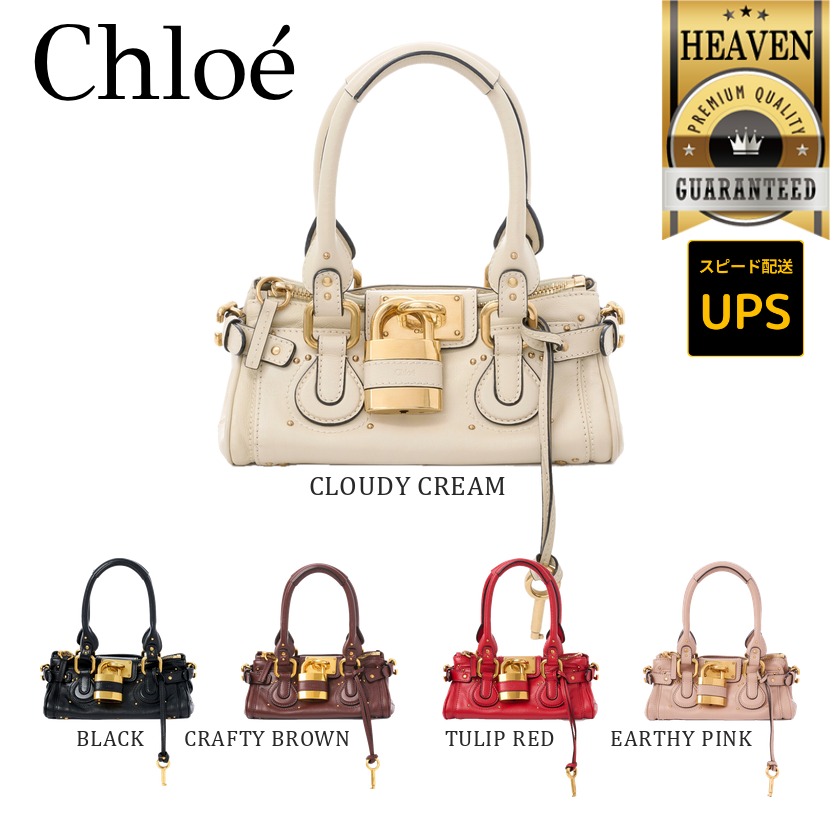 Chloé
HEAVEN
PREMIUM QUALITY
GUARANTEED
スピード配送
UPS
CLOUDY CREAM
BLACK
CRAFTY BROWN
TULIP RED
EARTHY PINK